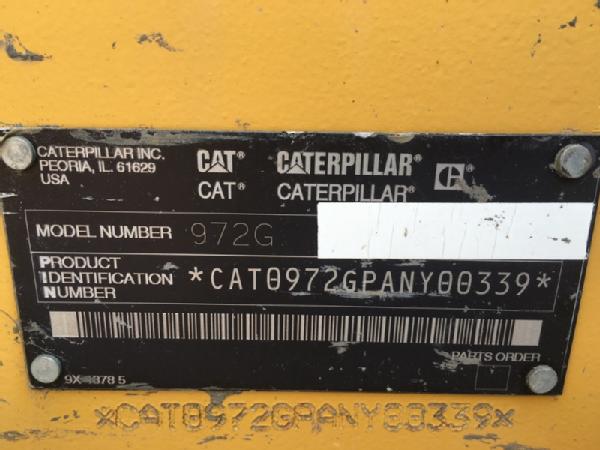 CATERPILLAR INC.
PEORIA, IL. 61629
USA
CAT® CATERPILLAR®
CAT® CATERPILLAR®
MODEL NUMBER 972G
PRODUCT
IDENTIFICATION
NUMBER
*CAT0972GPANY00339*
PARTS ORDER
*CAT0972GPANY00339*